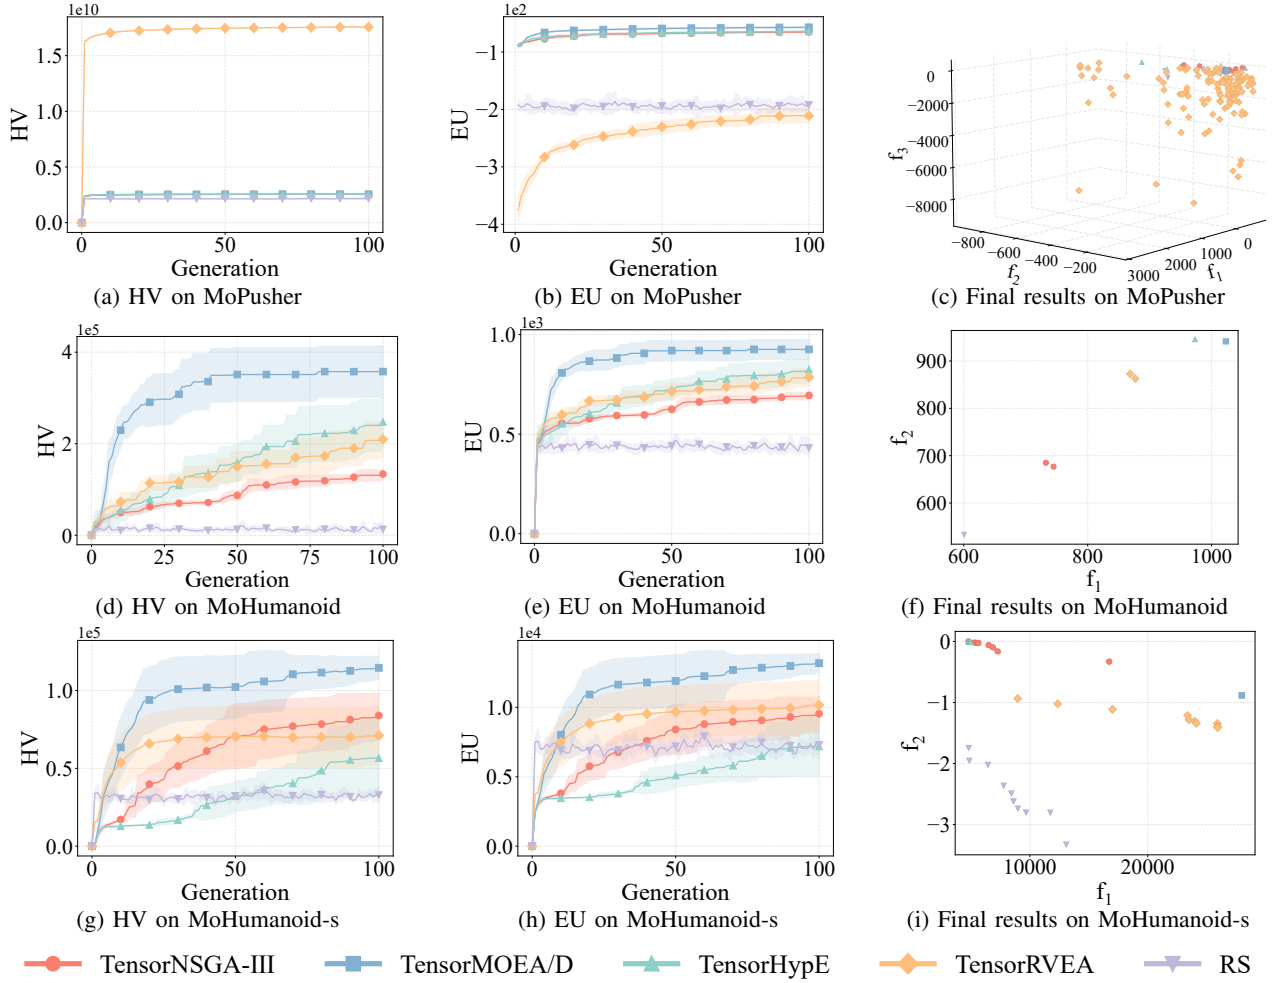 1e10
HV
1.5
1.0
0.5
0.0
0
50
100
Generation
(a) HV on MoPusher
1e2
EU
−1
−2
−3
−4
0
50
100
Generation
(b) EU on MoPusher
f3
0
−2000
−4000
−6000
−8000
−800
−600
−400
−200
f2
3000
2000
1000
0
f1
(c) Final results on MoPusher
1e5
HV
4
2
0
0
25
50
75
100
Generation
(d) HV on MoHumanoid
1e3
EU
1.0
0.5
0.0
0
50
100
Generation
(e) EU on MoHumanoid
f2
900
800
700
600
600
800
1000
f1
(f) Final results on MoHumanoid
1e5
HV
1.0
0.5
0.0
0
50
100
Generation
(g) HV on MoHumanoid-s
1e4
EU
1.0
0.5
0.0
0
50
100
Generation
(h) EU on MoHumanoid-s
f2
0
−1
−2
−3
10000
20000
f1
(i) Final results on MoHumanoid-s
TensorNSGA-III TensorMOEA/D TensorHypE TensorRVEA RS